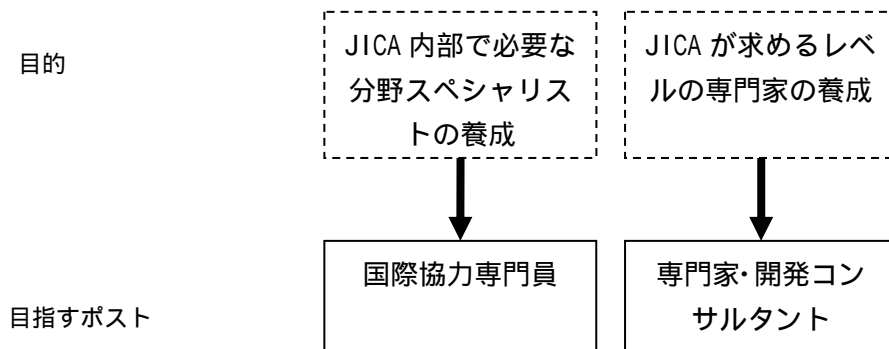 目的
JICA 内部で必要な
分野スペシャリス
トの養成
JICA が求めるレベ
ルの専門家の養成
目指すポスト
国際協力専門員
専門家・開発コン
サルタント